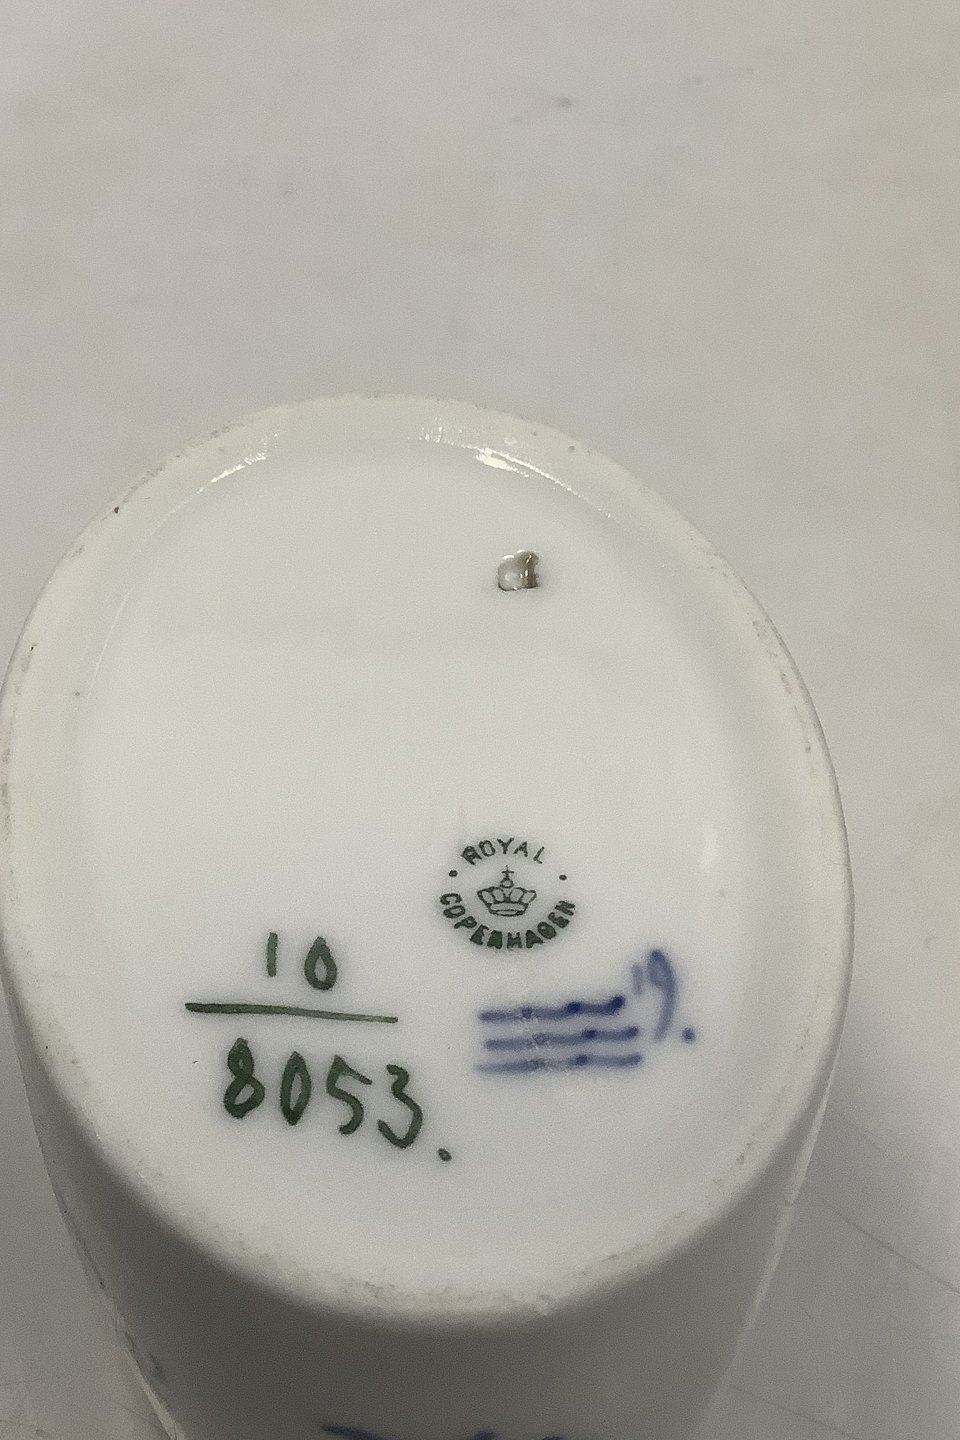 a
ROYAL
COPENHAGEN
10
8053.
19.